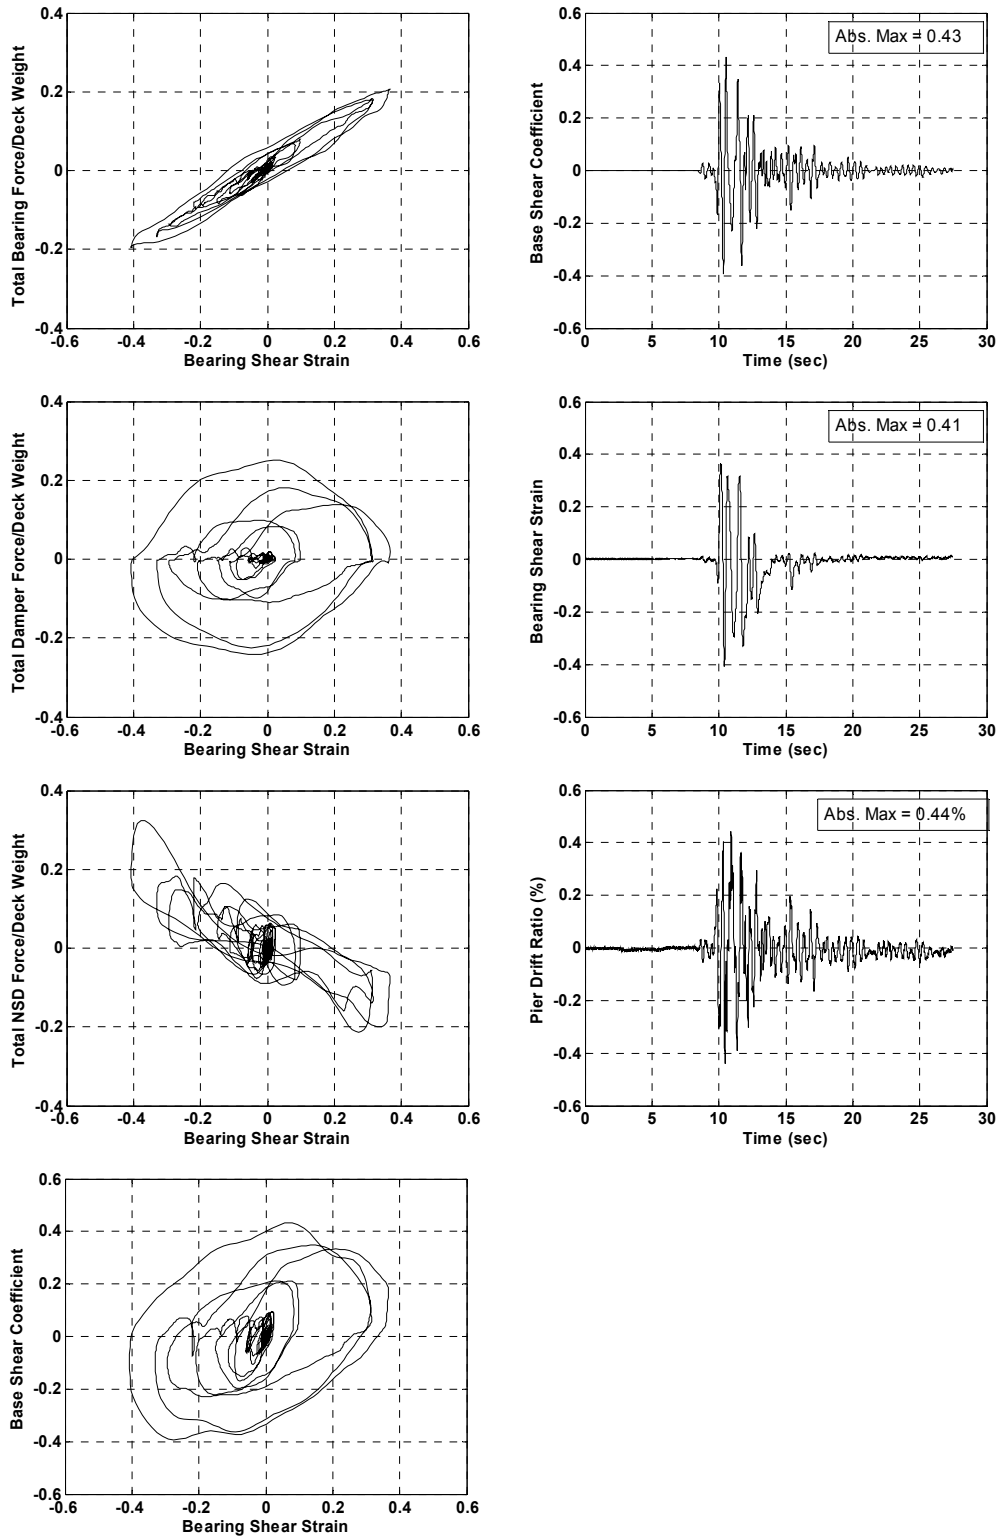 Total Bearing Force/Deck Weight
0.4
0.2
0
-0.2
-0.4
-0.6 -0.4 -0.2 0 0.2 0.4 0.6
Bearing Shear Strain
Base Shear Coefficient
0.6
0.4
0.2
0
-0.2
-0.4
-0.6
0 5 10 15 20 25 30
Time (sec)
Abs. Max = 0.43
Total Damper Force/Deck Weight
0.4
0.2
0
-0.2
-0.4
-0.6 -0.4 -0.2 0 0.2 0.4 0.6
Bearing Shear Strain
Bearing Shear Strain
0.6
0.4
0.2
0
-0.2
-0.4
-0.6
0 5 10 15 20 25 30
Time (sec)
Abs. Max = 0.41
Total NSD Force/Deck Weight
0.4
0.2
0
-0.2
-0.4
-0.6 -0.4 -0.2 0 0.2 0.4 0.6
Bearing Shear Strain
Pier Drift Ratio (%)
0.6
0.4
0.2
0
-0.2
-0.4
-0.6
0 5 10 15 20 25 30
Time (sec)
Abs. Max = 0.44%
Base Shear Coefficient
0.6
0.4
0.2
0
-0.2
-0.4
-0.6
-0.6 -0.4 -0.2 0 0.2 0.4 0.6
Bearing Shear Strain